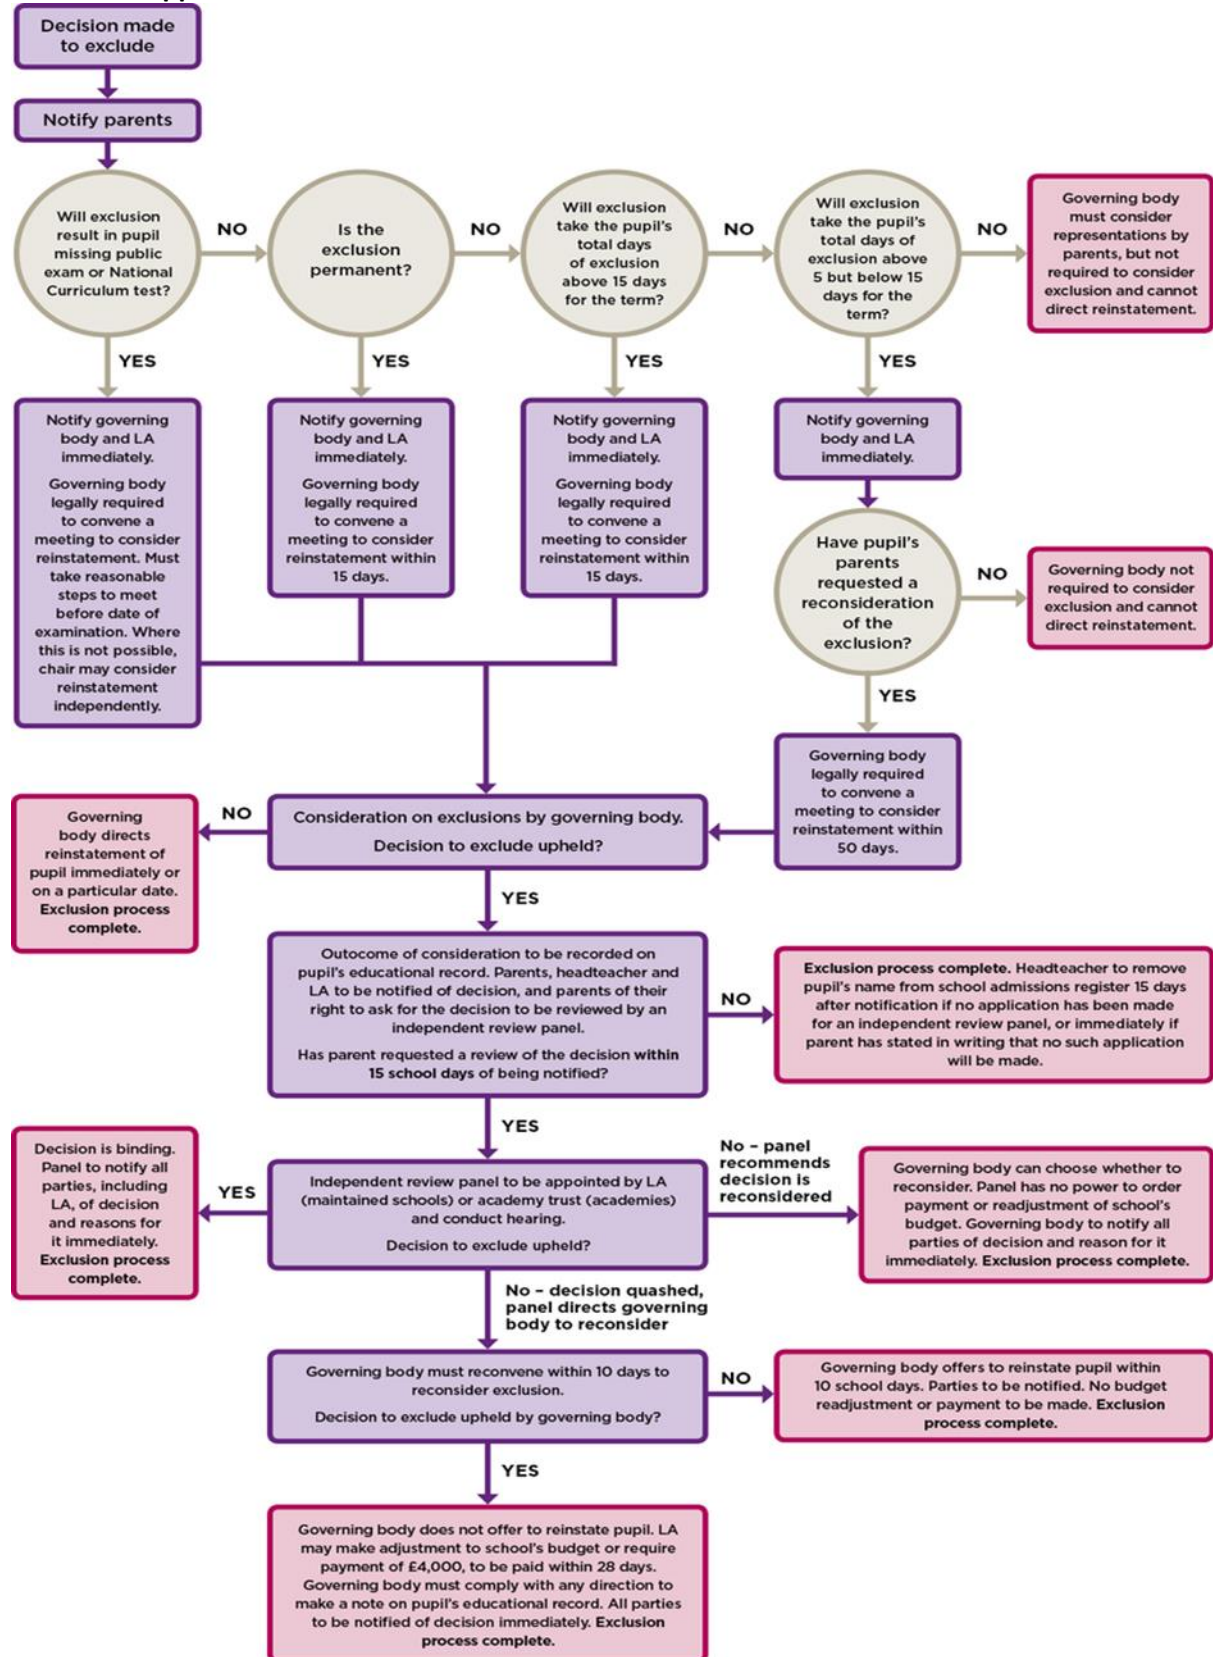 Decision made
to exclude
Notify parents
Will exclusion
result in pupil
missing public
exam or National
Curriculum test?
NO
Is the
exclusion
permanent?
NO
Will exclusion
take the pupil's
total days
of exclusion
above 15 days
for the term?
NO
Will exclusion
take the pupil's
total days of
exclusion above
5 but below 15
days for the
term?
NO
Governing body
must consider
representations by
parents, but not
required to consider
exclusion and cannot
direct reinstatement.
YES
YES
YES
YES
Notify governing
body and LA
immediately.
Governing body
legally required
to convene a
meeting to consider
reinstatement. Must
take reasonable
steps to meet
before date of
examination. Where
this is not possible,
chair may consider
reinstatement
independently.
Notify governing
body and LA
immediately.
Governing body
legally required
to convene a
meeting to consider
reinstatement within
15 days.
Notify governing
body and LA
immediately.
Governing body
legally required
to convene a
meeting to consider
reinstatement within
15 days.
Notify governing
body and LA
immediately.
Have pupil's
parents
requested a
reconsideration
of the
exclusion?
NO
Governing body not
required to consider
exclusion and cannot
direct reinstatement.
YES
Governing body
legally required
to convene a
meeting to consider
reinstatement within
50 days.
Consideration on exclusions by governing body.
Decision to exclude upheld?
NO
Governing
body directs
reinstatement of
pupil immediately or
on a particular date.
Exclusion process
complete.
YES
Outocome of consideration to be recorded on
pupil's educational record. Parents, headteacher and
LA to be notified of decision, and parents of their
right to ask for the decision to be reviewed by an
independent review panel.
Has parent requested a review of the decision within
15 school days of being notified?
NO
Exclusion process complete. Headteacher to remove
pupil's name from school admissions register 15 days
after notification if no application has been made
for an independent review panel, or immediately if
parent has stated in writing that no such application
will be made.
YES
Independent review panel to be appointed by LA
(maintained schools) or academy trust (academies)
and conduct hearing.
Decision to exclude upheld?
YES
Decision is binding.
Panel to notify all
parties, including
LA, of decision
and reasons for
it immediately.
Exclusion process
complete.
No – panel
recommends
decision is
reconsidered
Governing body can choose whether to
reconsider. Panel has no power to order
payment or readjustment of school's
budget. Governing body to notify all
parties of decision and reason for it
immediately. Exclusion process complete.
No – decision quashed,
panel directs governing
body to reconsider
Governing body must reconvene within 10 days to
reconsider exclusion.
Decision to exclude upheld by governing body?
NO
Governing body offers to reinstate pupil within
10 school days. Parties to be notified. No budget
readjustment or payment to be made. Exclusion
process complete.
YES
Governing body does not offer to reinstate pupil. LA
may make adjustment to school's budget or require
payment of £4,000, to be paid within 28 days.
Governing body must comply with any direction to
make a note on pupil's educational record. All parties
to be notified of decision immediately. Exclusion
process complete.